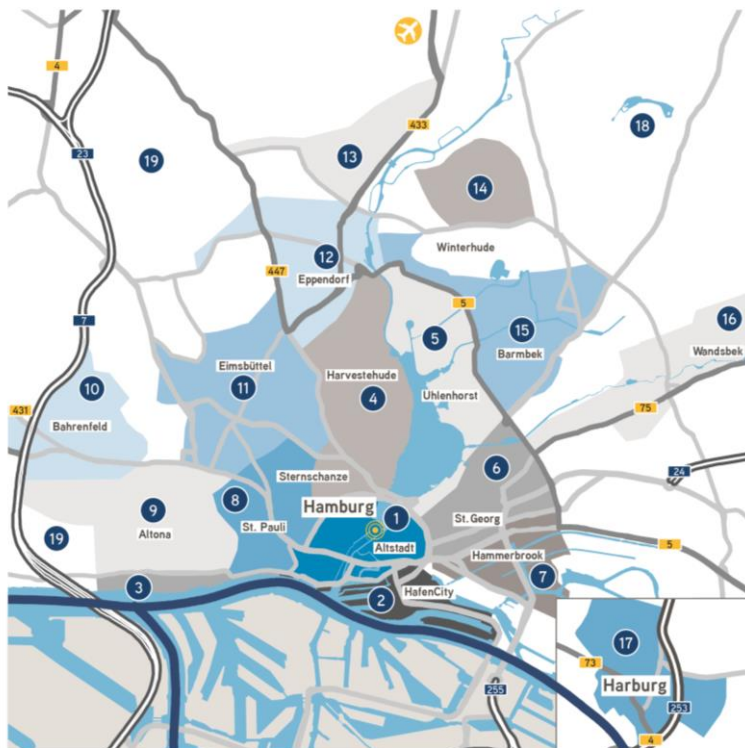 4
433
18
23
19
13
14
Winterhude
12
Eppendorf
447
5
16
7
5
15
Wandsbek
Eimsbüttel
Barmbek
10
Harvestehude
11
4
Uhlenhorst
75
431
Bahrenfeld
6
24
Sternschanze
8
9
Hamburg
1
St. Georg
Altona
St. Pauli
Altstadt
19
Hammerbrook
5
3
7
HafenCity
2
17
73
Harburg
255
253
4